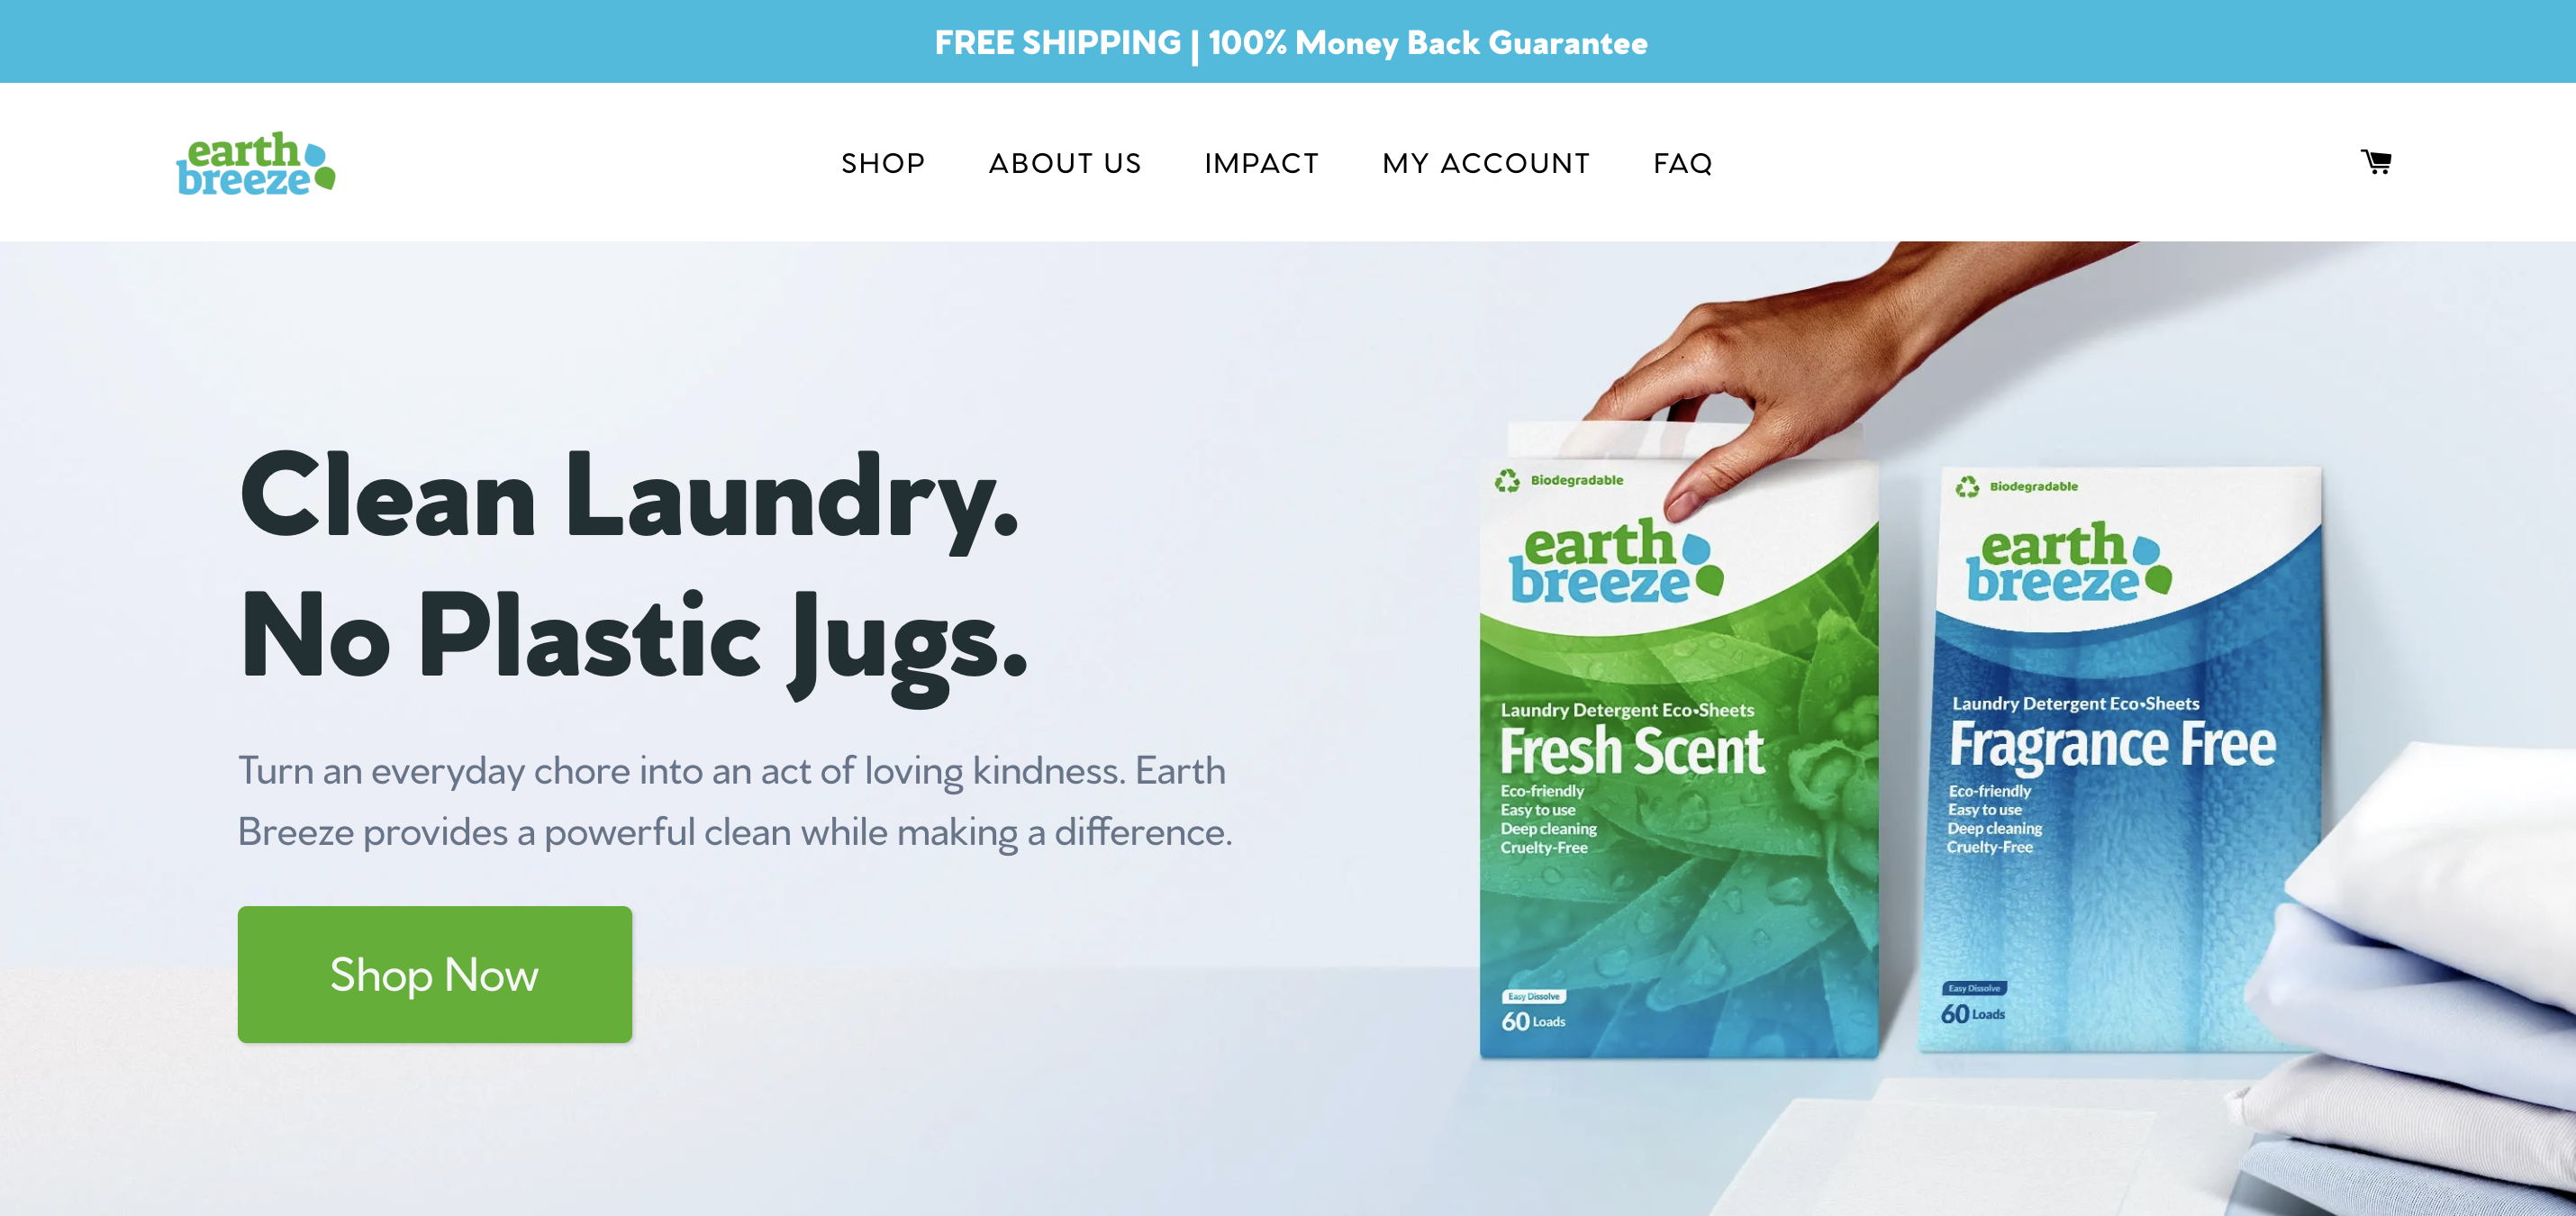 FREE SHIPPING | 100% Money Back Guarantee
earth
breeze
SHOP ABOUT US IMPACT MY ACCOUNT FAQ
Clean Laundry.
No Plastic Jugs.
Turn an everyday chore into an act of loving kindness. Earth
Breeze provides a powerful clean while making a difference.
Shop Now
Biodegradable
earth
breeze
Laundry Detergent Eco•Sheets
Fresh Scent
Eco-friendly
Easy to use
Deep cleaning
Cruelty-Free
Easy Dissolve
60 Loads
Biodegradable
earth
breeze
Laundry Detergent Eco•Sheets
Fragrance Free
Eco-friendly
Easy to use
Deep cleaning
Cruelty-Free
Easy Dissolve
60 Loads